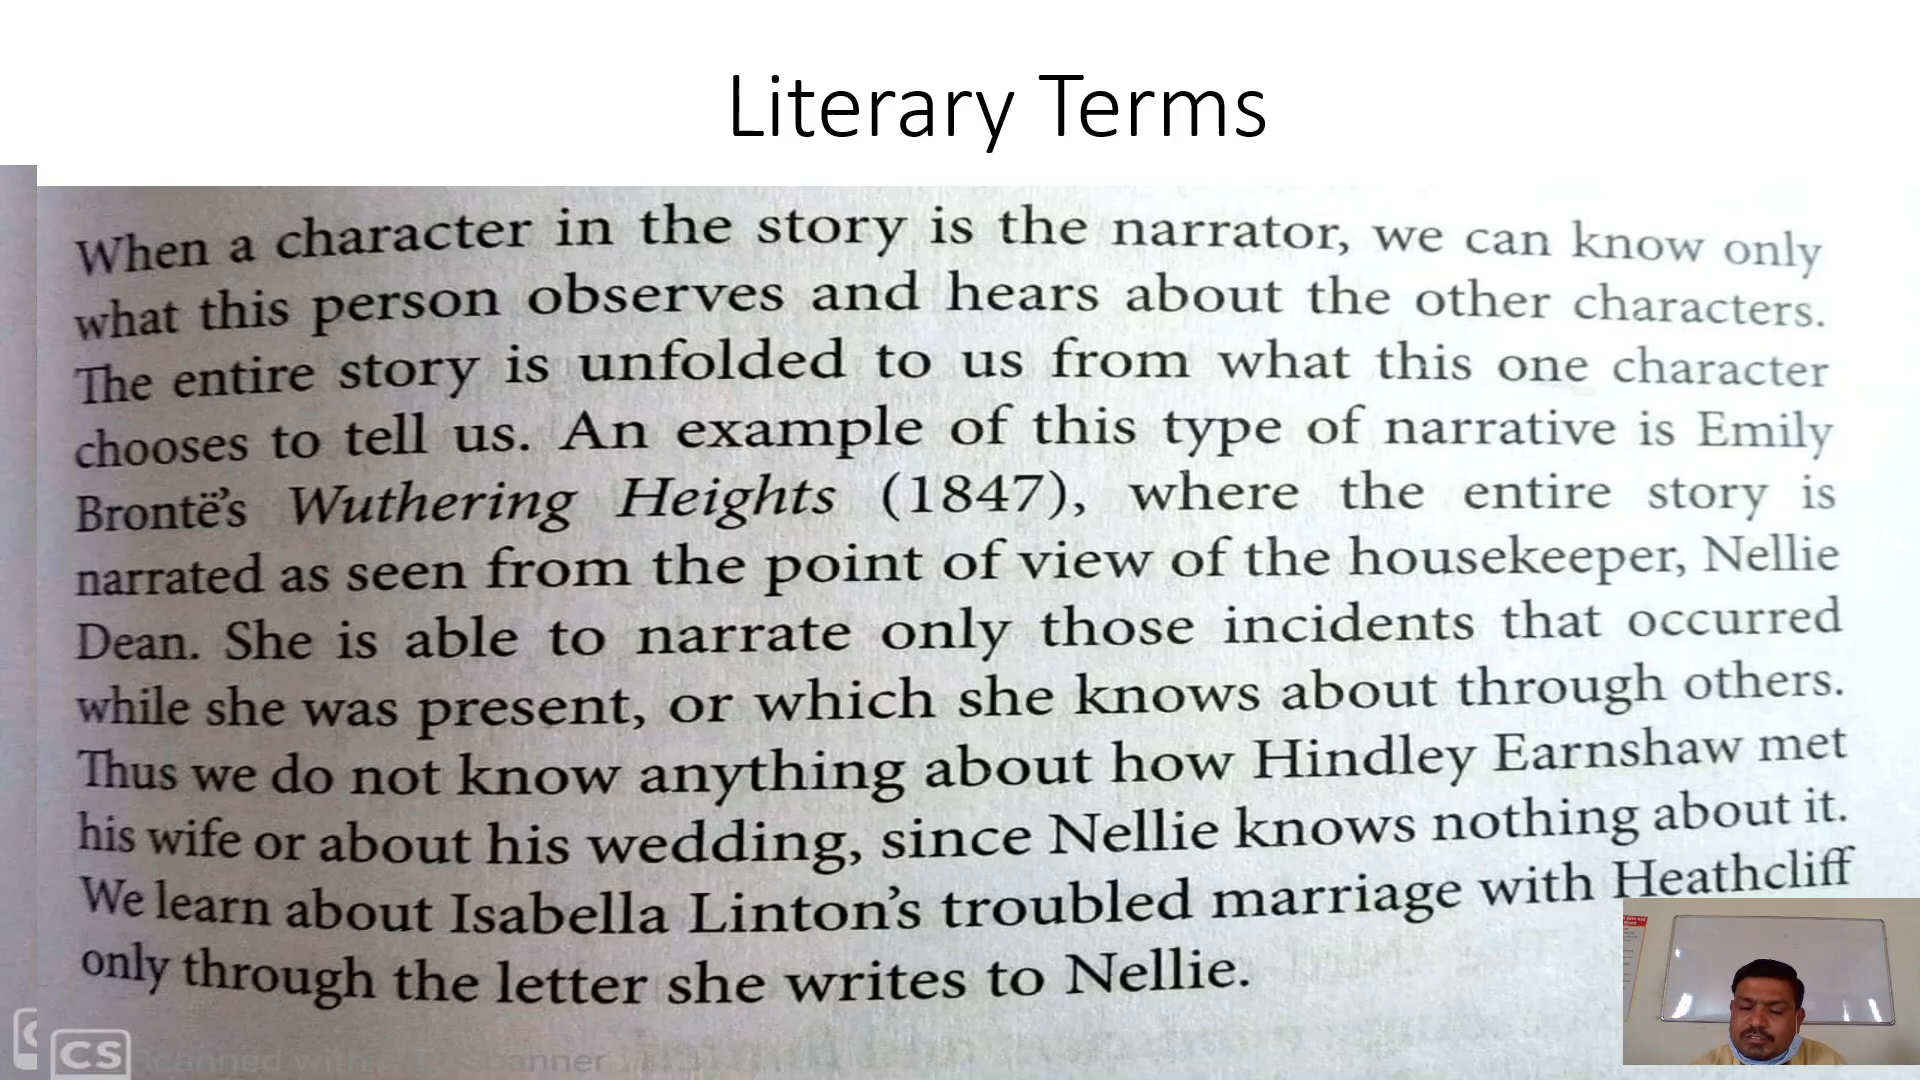 Literary Terms
When a character in the story is the narrator, we can know only
what this person observes and hears about the other characters.
The entire story is unfolded to us from what this one character
chooses to tell us. An example of this type of narrative is Emily
Brontë's Wuthering Heights (1847), where the entire story is
narrated as seen from the point of view of the housekeeper, Nellie
Dean. She is able to narrate only those incidents that occurred
while she was present, or which she knows about through others.
Thus we do not know anything about how Hindley Earnshaw met
his wife or about his wedding, since Nellie knows nothing about it.
We learn about Isabella Linton's troubled marriage with Heathcliff
only through the letter she writes to Nellie.
CS